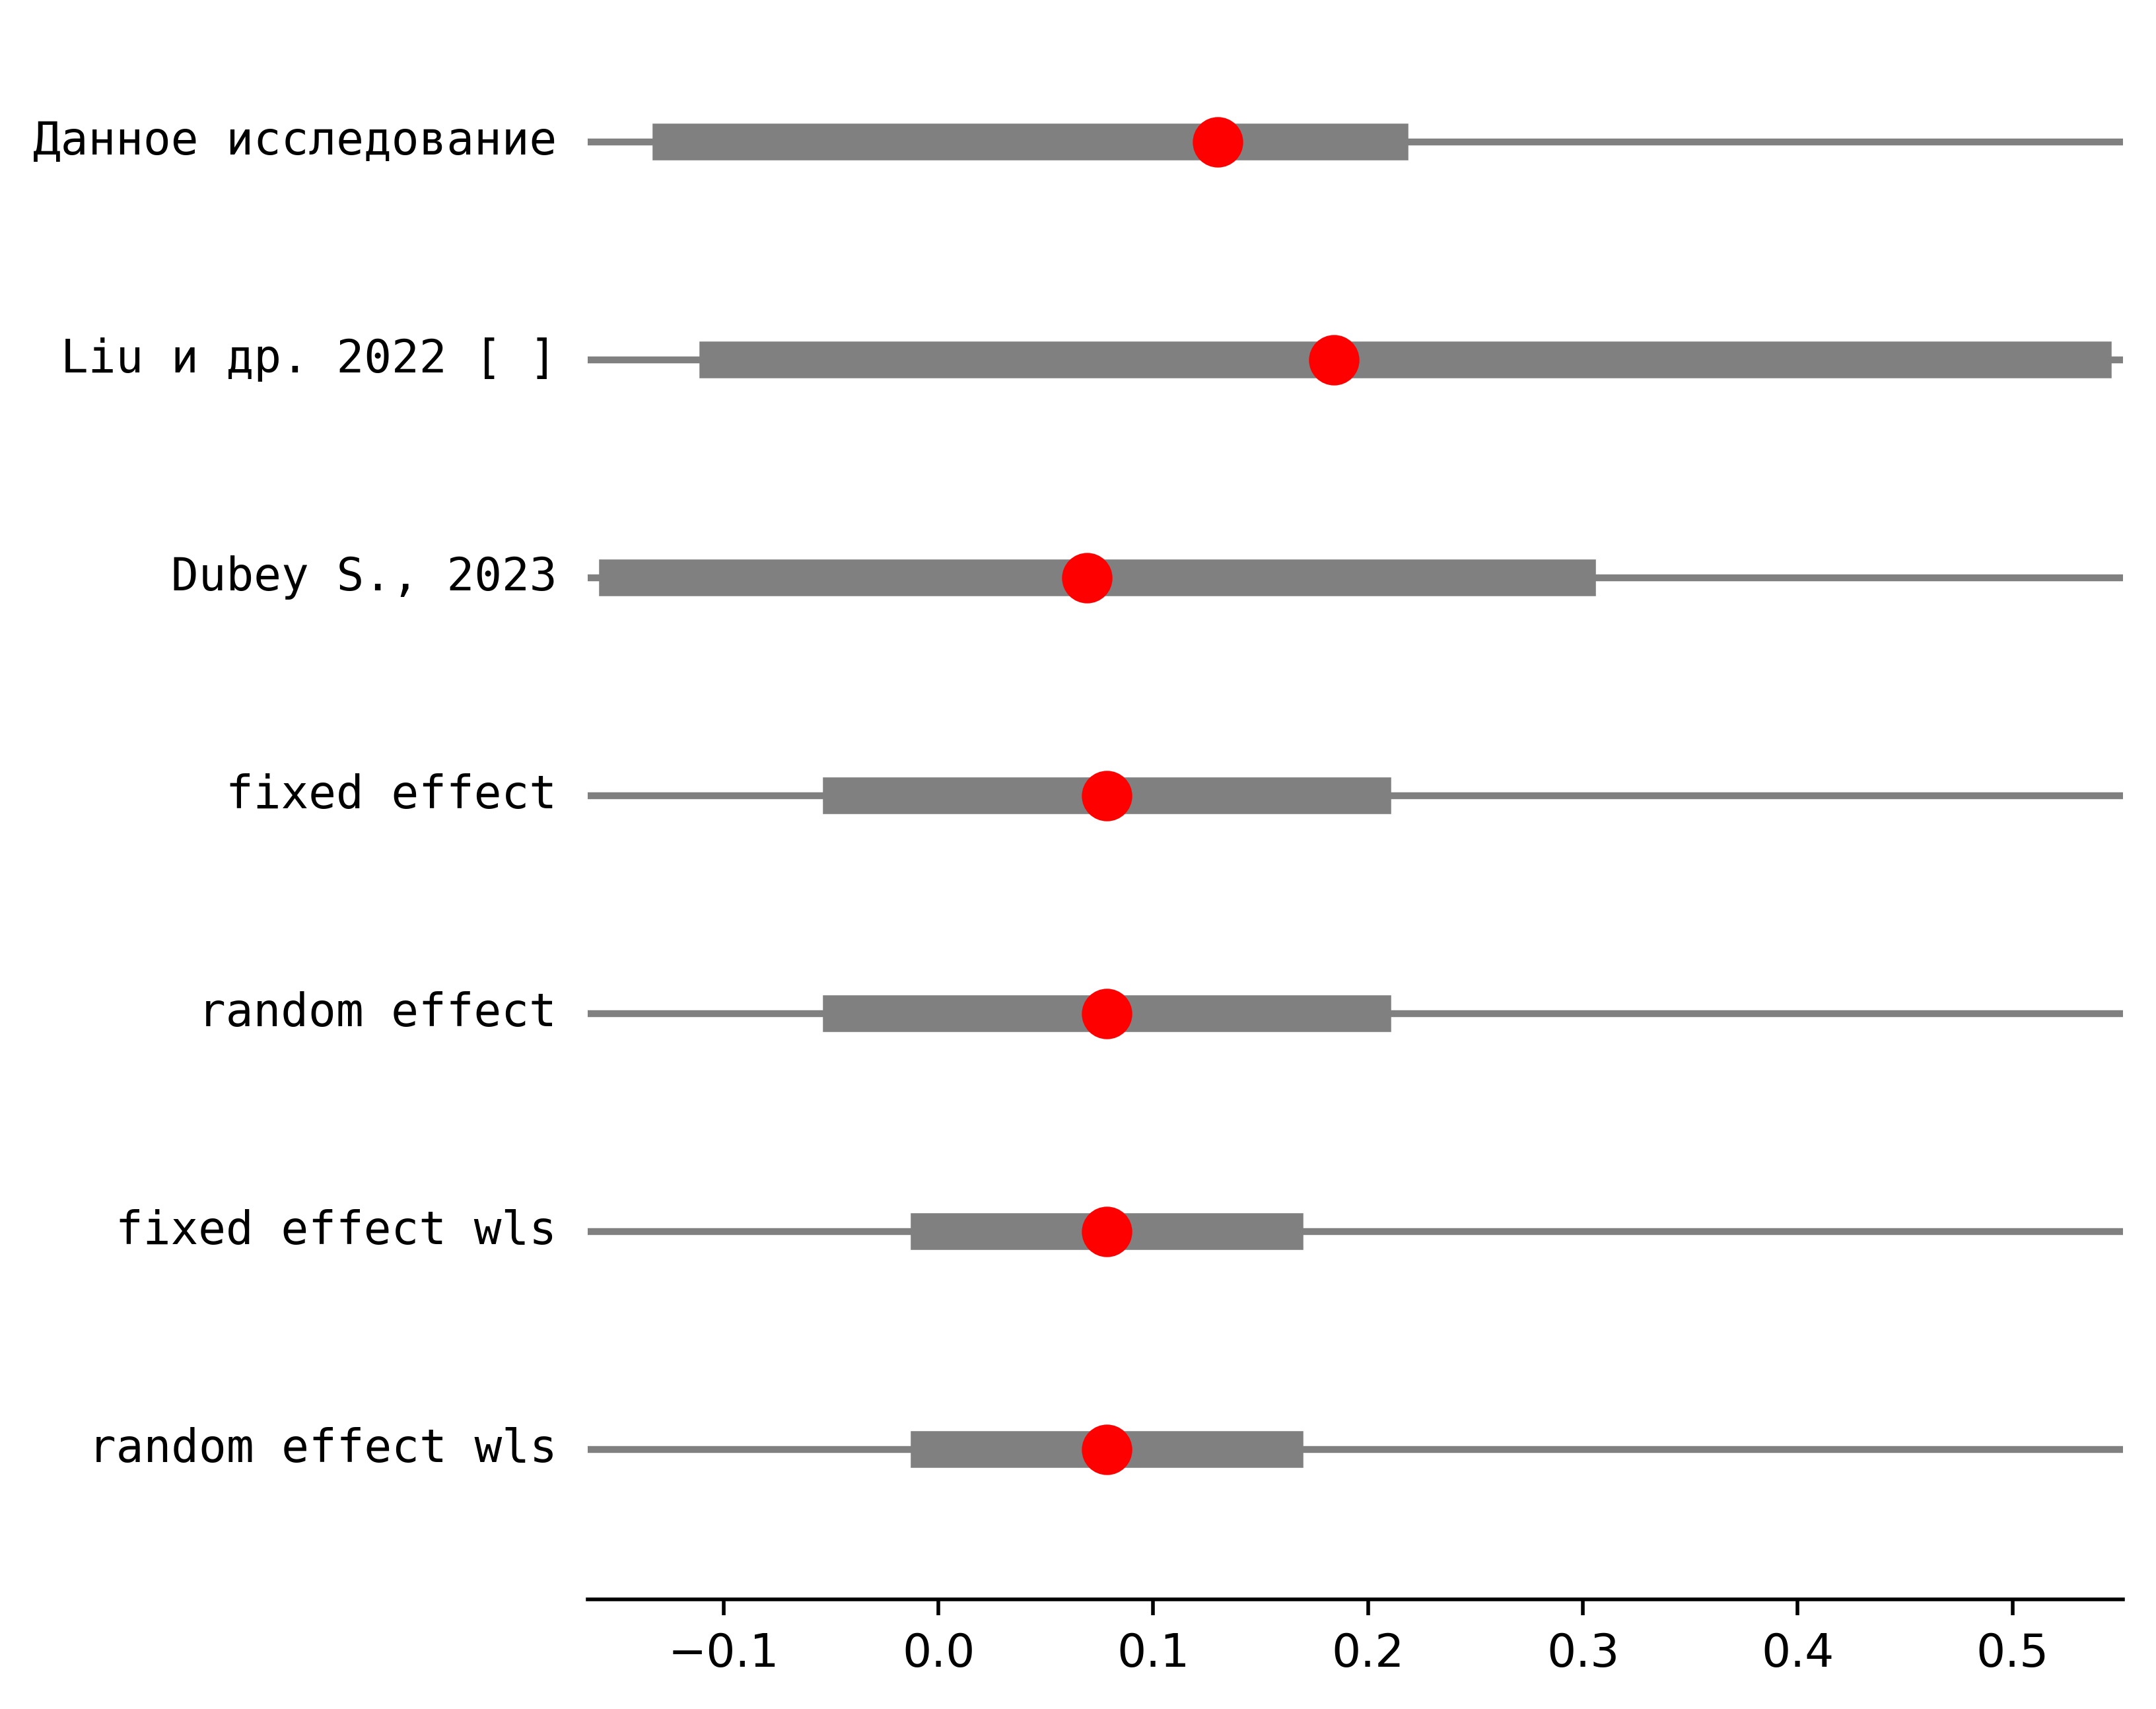 Данное исследование
Liu и др. 2022 [ ]
Dubey S., 2023
fixed effect
random effect
fixed effect wls
random effect wls
−0.1 0.0 0.1 0.2 0.3 0.4 0.5